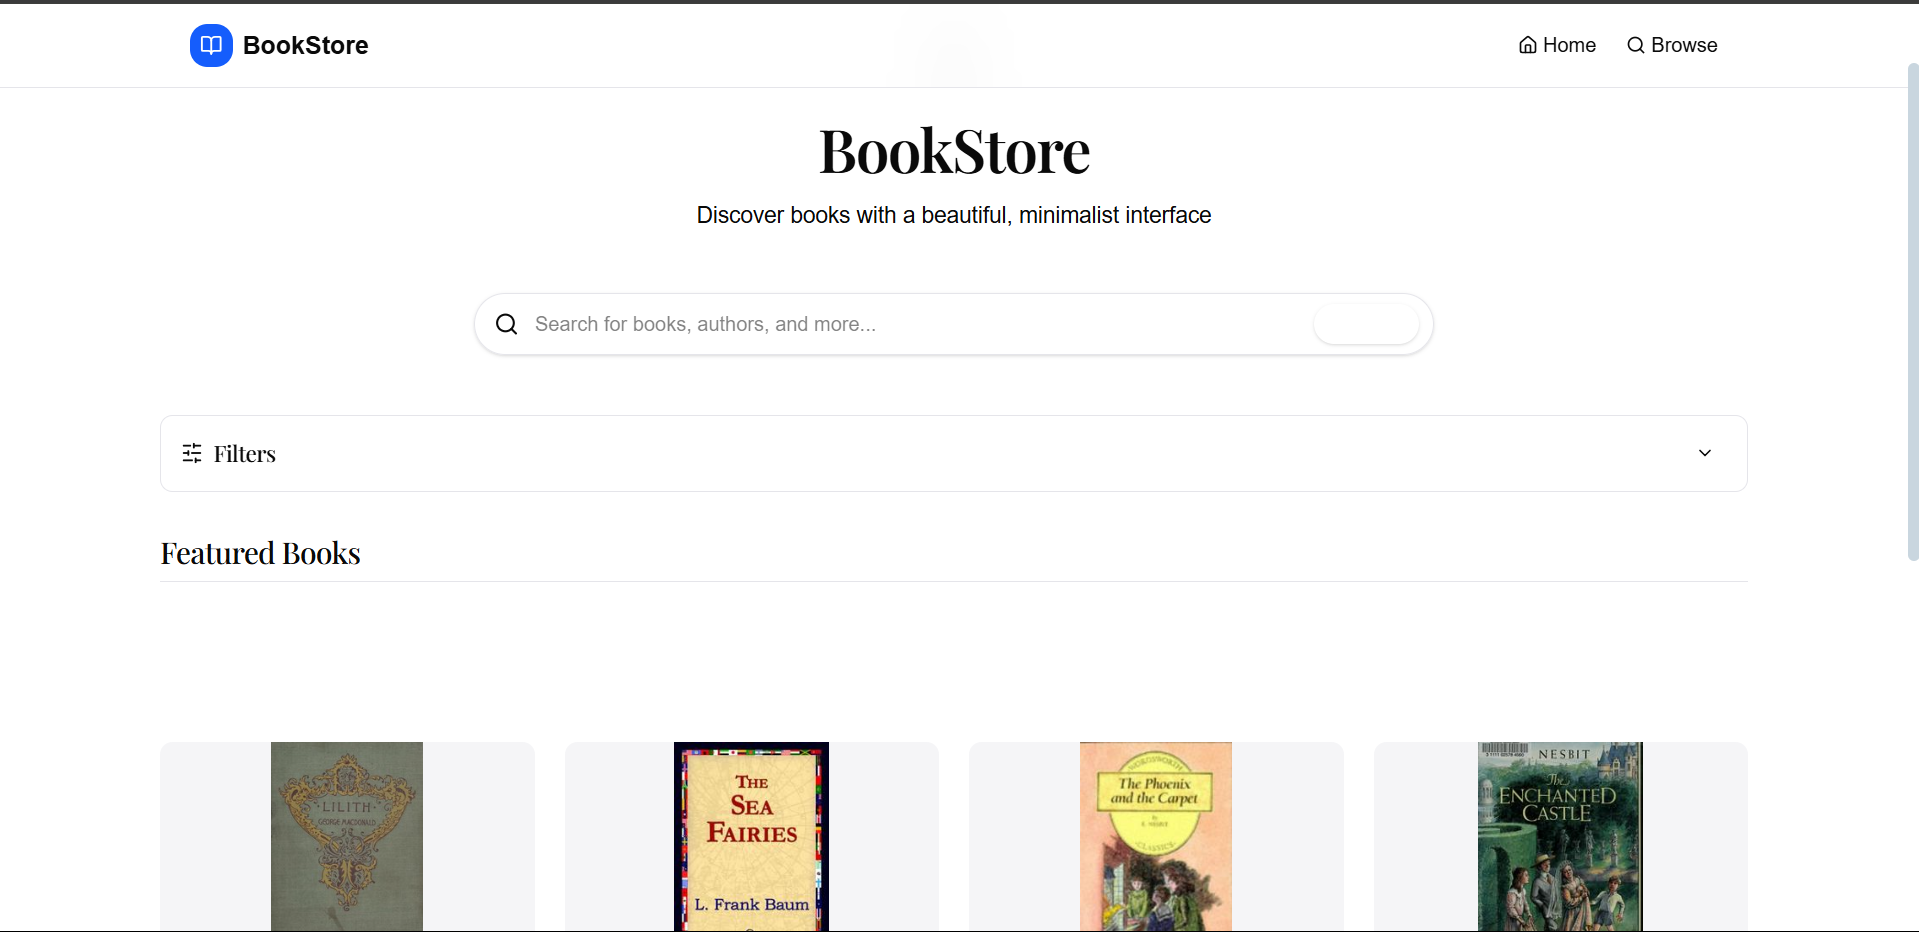 BookStore
Home
Browse
BookStore
Discover books with a beautiful, minimalist interface
Search for books, authors, and more...
Filters
Featured Books
LILITH
GEORGE MACDONALD
THE
SEA
FAIRIES
L. Frank Baum
WORDSWORTH
The Phoenix
and the Carpet
E. NESBIT
CLASSICS
NESBIT
The
ENCHANTED
CASTLE